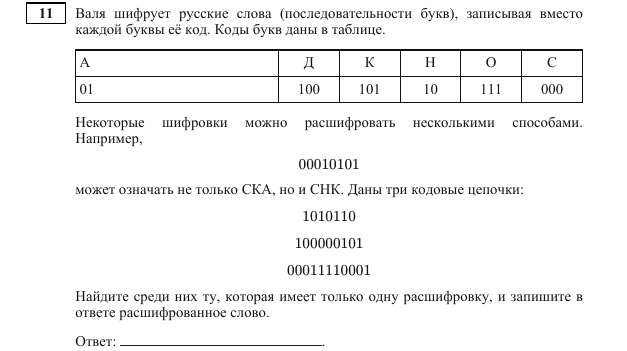 11
Валя шифрует русские слова (последовательности букв), записывая вместо
каждой буквы её код. Коды букв даны в таблице.
А Д К Н О С
01 100 101 10 111 000
Некоторые шифровки можно расшифровать несколькими способами.
Например,
00010101
может означать не только СКА, но и СНК. Даны три кодовые цепочки:
1010110
100000101
00011110001
Найдите среди них ту, которая имеет только одну расшифровку, и запишите в
ответе расшифрованное слово.
Ответ: .